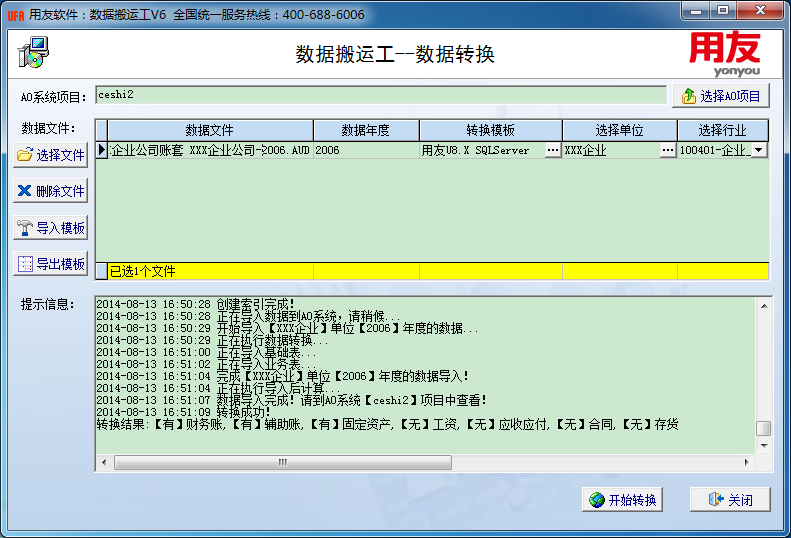 UFA 用友软件：数据搬运工V6 全国统一服务热线：400-688-6006
数据搬运工--数据转换
用友
yonyou
AO系统项目： ceshi2 选择AO项目
数据文件：
数据文件 数据年度 转换模板 选择单位 选择行业
企业公司账套 XXX企业公司-2006.AUD 2006 用友U8.X SQLServer ... XXX企业 ... 100401-企业_
选择文件
删除文件
导入模板
导出模板
已选1个文件
提示信息：
2014-08-13 16:50:28 创建索引完成!
2014-08-13 16:50:28 正在导入数据到AO系统，请稍候...
2014-08-13 16:50:29 开始导入【XXX企业】单位【2006】年度的数据...
2014-08-13 16:50:29 正在执行数据转换...
2014-08-13 16:51:00 正在导入基础表...
2014-08-13 16:51:02 正在导入业务表...
2014-08-13 16:51:04 完成【XXX企业】单位【2006】年度的数据导入!
2014-08-13 16:51:04 正在执行导入后计算...
2014-08-13 16:51:07 数据导入完成! 请到AO系统【ceshi2】项目中查看!
2014-08-13 16:51:09 转换成功!
转换结果:【有】财务账,【有】辅助账,【有】固定资产,【无】工资,【无】应收应付,【无】合同,【无】存货
开始转换 关闭